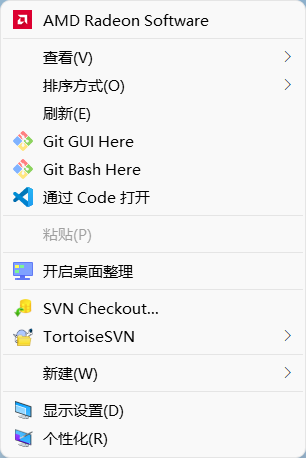 AMD Radeon Software
查看(V)
排序方式(O)
刷新(E)
Git GUI Here
Git Bash Here
通过 Code 打开
粘贴(P)
开启桌面整理
SVN Checkout...
TortoiseSVN
新建(W)
显示设置(D)
个性化(R)